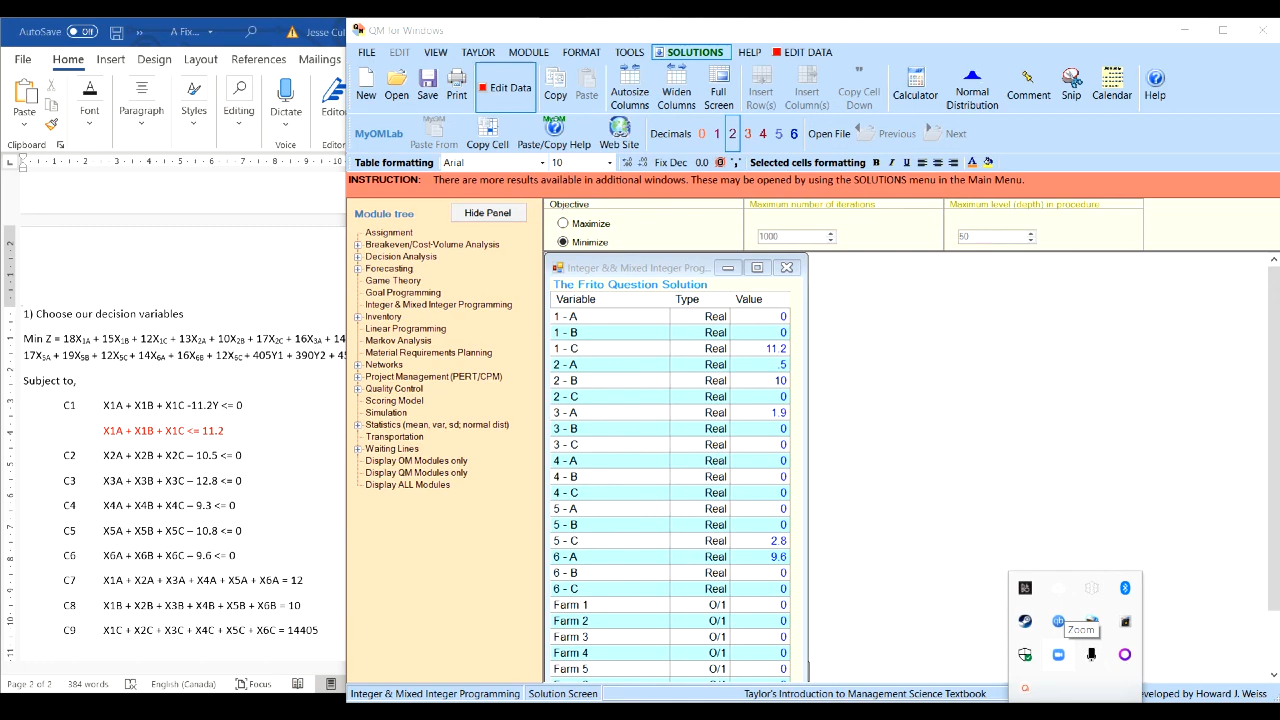 AutoSave Off A Fix... Jesse Cul
File Home Insert Design Layout References Mailings
Paste Font Paragraph Styles Editing Dictate Editor
Clipboard
1) Choose our decision variables
Min Z = 18X1A + 15X1B + 12X1C + 13X2A + 10X2B + 17X2C + 16X3A + 14
17X5A + 19X5B + 12X5C + 14X6A + 16X6B + 12X6C + 405Y1 + 390Y2 + 45
Subject to,
C1 X1A + X1B + X1C -11.2Y <= 0
X1A + X1B + X1C <= 11.2
C2 X2A + X2B + X2C – 10.5 <= 0
C3 X3A + X3B + X3C – 12.8 <= 0
C4 X4A + X4B + X4C – 9.3 <= 0
C5 X5A + X5B + X5C – 10.8 <= 0
C6 X6A + X6B + X6C – 9.6 <= 0
C7 X1A + X2A + X3A + X4A + X5A + X6A = 12
C8 X1B + X2B + X3B + X4B + X5B + X6B = 10
C9 X1C + X2C + X3C + X4C + X5C + X6C = 14405
Page 2 of 2 384 words English (Canada) Focus
QM for Windows
FILE EDIT VIEW TAYLOR MODULE FORMAT TOOLS SOLUTIONS HELP EDIT DATA
New Open Save Print Edit Data Copy Paste Autosize Columns Widen Columns Full Screen Insert Row(s) Insert Column(s) Copy Cell Down Calculator Normal Distribution Comment Snip Calendar Help
MyOMLab Paste From Copy Cell Paste/Copy Help Web Site Decimals 0 1 2 3 4 5 6 Open File Previous Next
Table formatting Arial 10 Fix Dec 0.0 Selected cells formatting B I U
INSTRUCTION: There are more results available in additional windows. These may be opened by using the SOLUTIONS menu in the Main Menu.
Module tree Hide Panel
Assignment
Breakeven/Cost-Volume Analysis
Decision Analysis
Forecasting
Game Theory
Goal Programming
Integer & Mixed Integer Programming
Inventory
Linear Programming
Markov Analysis
Material Requirements Planning
Networks
Project Management (PERT/CPM)
Quality Control
Scoring Model
Simulation
Statistics (mean, var, sd; normal dist)
Transportation
Waiting Lines
Display OM Modules only
Display QM Modules only
Display ALL Modules
Objective
Maximize
Minimize
Maximum number of iterations
1000
Maximum level (depth) in procedure
50
Integer && Mixed Integer Prog...
The Frito Question Solution
Variable Type Value
1 - A Real 0
1 - B Real 0
1 - C Real 11.2
2 - A Real .5
2 - B Real 10
2 - C Real 0
3 - A Real 1.9
3 - B Real 0
3 - C Real 0
4 - A Real 0
4 - B Real 0
4 - C Real 0
5 - A Real 0
5 - B Real 0
5 - C Real 2.8
6 - A Real 9.6
6 - B Real 0
6 - C Real 0
Farm 1 0/1 0
Farm 2 0/1 0
Farm 3 0/1 0
Farm 4 0/1 0
Farm 5 0/1 0
Zoom
Integer & Mixed Integer Programming Solution Screen Taylor's Introduction to Management Science Textbook eveloped by Howard J. Weiss